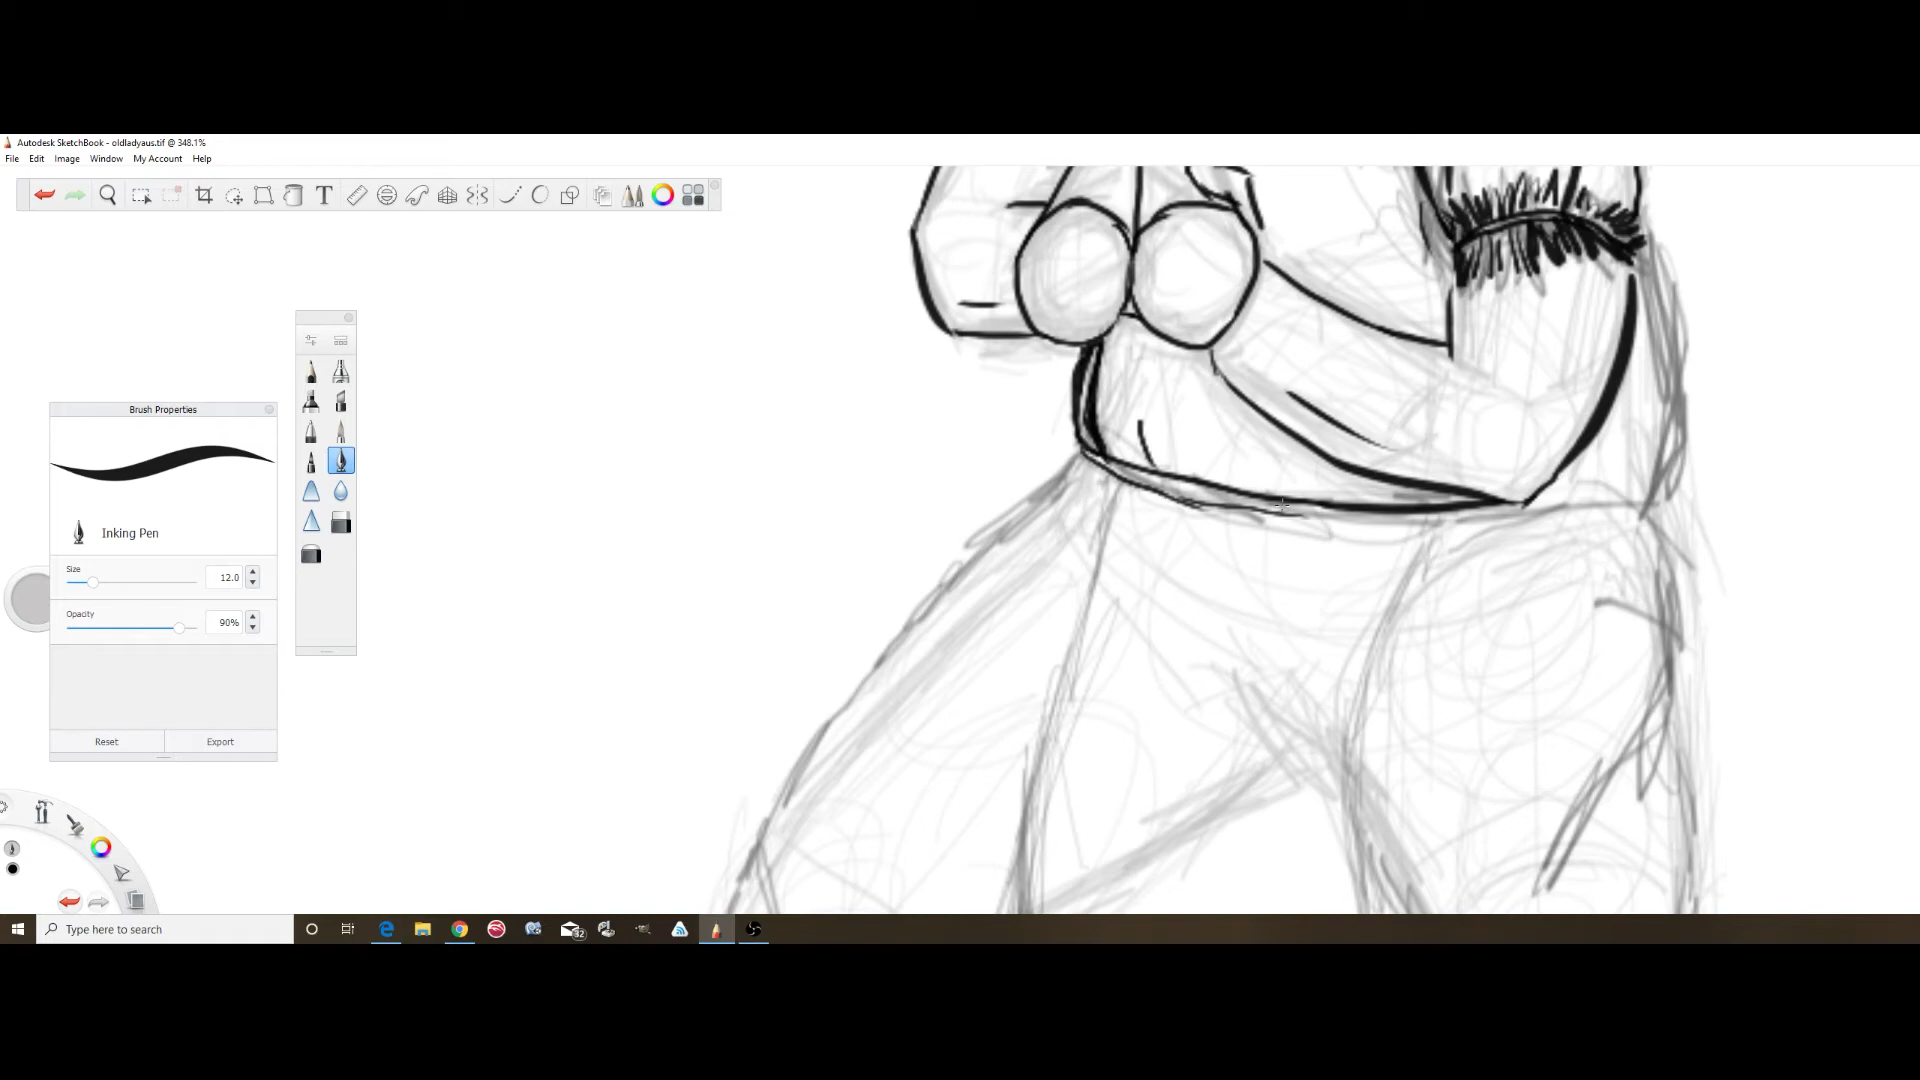 Autodesk SketchBook - oldladyaus.tif @ 348.1%
File Edit Image Window My Account Help
T
Brush Properties
Inking Pen
Size
12.0
Opacity
90%
Reset Export
Type here to search
32